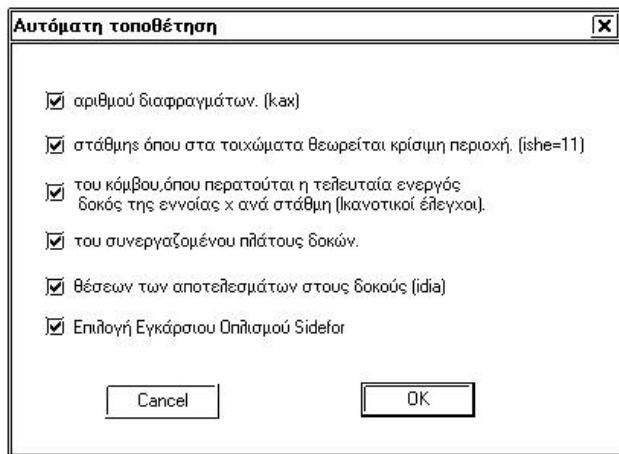 Αυτόματη τοποθέτηση
αριθμού διαφραγμάτων. (kax)
στάθμης όπου στα τοιχώματα θεωρείται κρίσιμη περιοχή. (ishe=11)
του κόμβου,όπου περατούται η τελευταία ενεργός
δοκός της εννοίας x ανά στάθμη (Ικανοτικοί έλεγχοι).
του συνεργαζομένου πλάτους δοκών.
θέσεων των αποτελεσμάτων στους δοκούς (idia)
Επιλογή Εγκάρσιου Οπλισμού Sidefor
Cancel OK